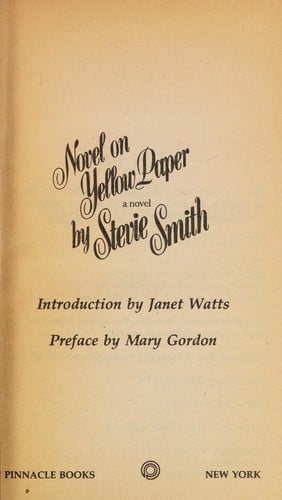 Novel on
Yellow Paper
a novel
by Stevie Smith
Introduction by Janet Watts
Preface by Mary Gordon
PINNACLE BOOKS NEW YORK